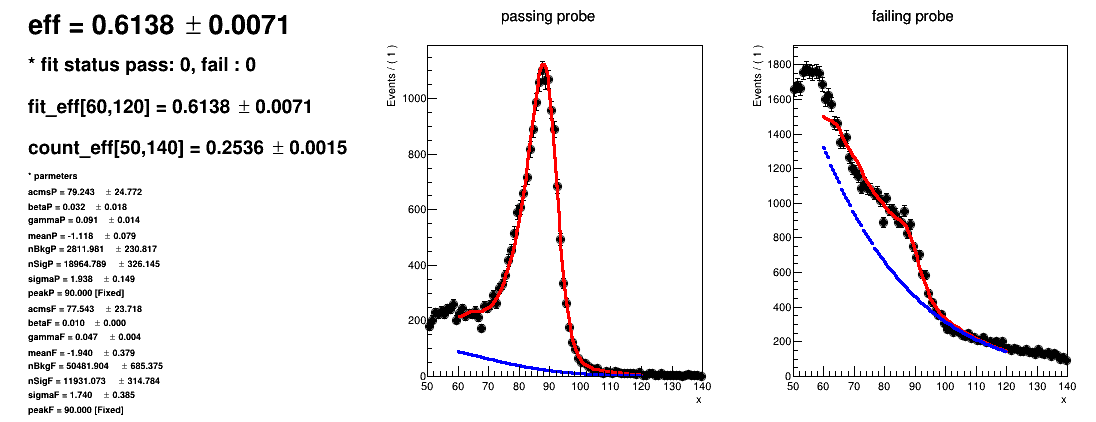 eff = 0.6138 ± 0.0071
* fit status pass: 0, fail : 0
fit_eff[60,120] = 0.6138 ± 0.0071
count_eff[50,140] = 0.2536 ± 0.0015
* parmeters
acmsP = 79.243 ± 24.772
betaP = 0.032 ± 0.018
gammaP = 0.091 ± 0.014
meanP = -1.118 ± 0.079
nBkgP = 2811.981 ± 230.817
nSigP = 18964.789 ± 326.145
sigmaP = 1.938 ± 0.149
peakP = 90.000 [Fixed]
acmsF = 77.543 ± 23.718
betaF = 0.010 ± 0.000
gammaF = 0.047 ± 0.004
meanF = -1.940 ± 0.379
nBkgF = 50481.904 ± 685.375
nSigF = 11931.073 ± 314.784
sigmaF = 1.740 ± 0.385
peakF = 90.000 [Fixed]
passing probe
Events / ( 1 )
1000
800
600
400
200
0
50 60 70 80 90 100 110 120 130 140
x
failing probe
Events / ( 1 )
1800
1600
1400
1200
1000
800
600
400
200
0
50 60 70 80 90 100 110 120 130 140
x